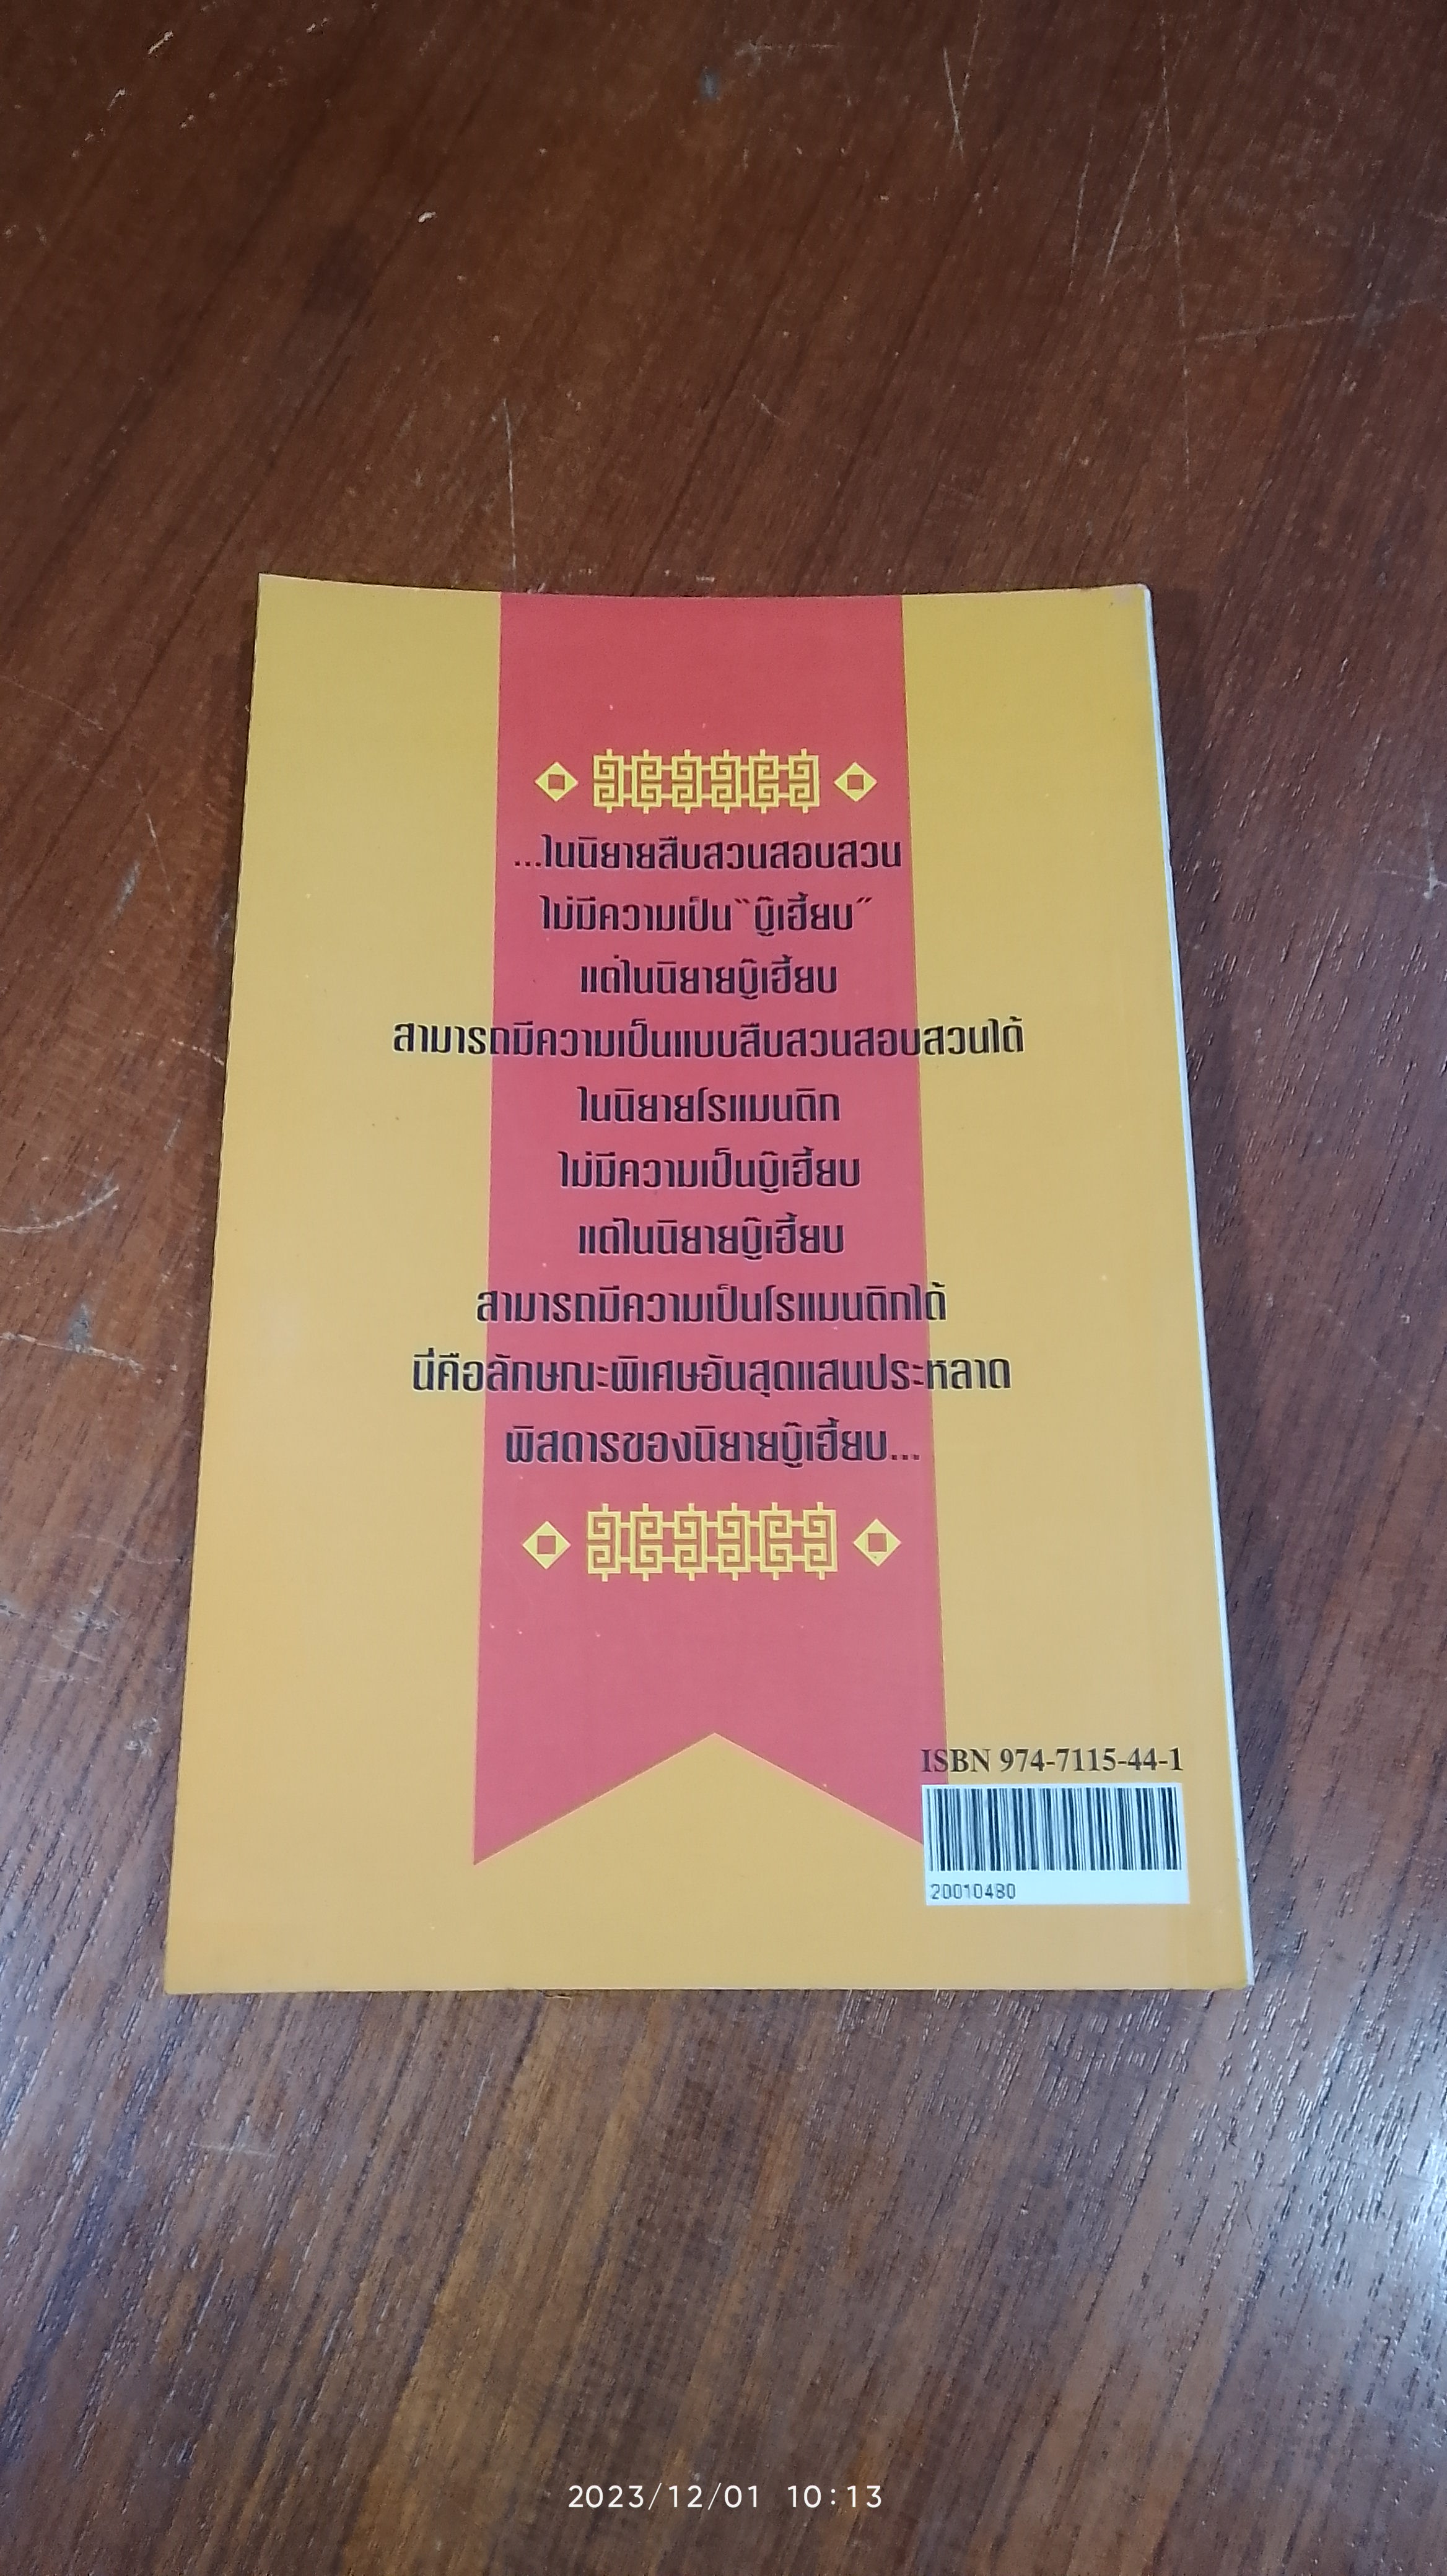 ...ในนิยายสืบสวนสอบสวน
ไม่มีความเป็น“บู๊เฮี้ยบ”
แต่ในนิยายบู๊เฮี้ยบ
สามารถมีความเป็นแบบสืบสวนสอบสวนได้
ในนิยายโรแมนติก
ไม่มีความเป็นบู๊เฮี้ยบ
แต่ในนิยายบู๊เฮี้ยบ
สามารถมีความเป็นโรแมนติกได้
นี่คือลักษณะพิเศษอันสุดแสนประหลาด
พิสดารของนิยายบู๊เฮี้ยบ...
ISBN 974-7115-44-1
20010480
2023/12/01 10:13